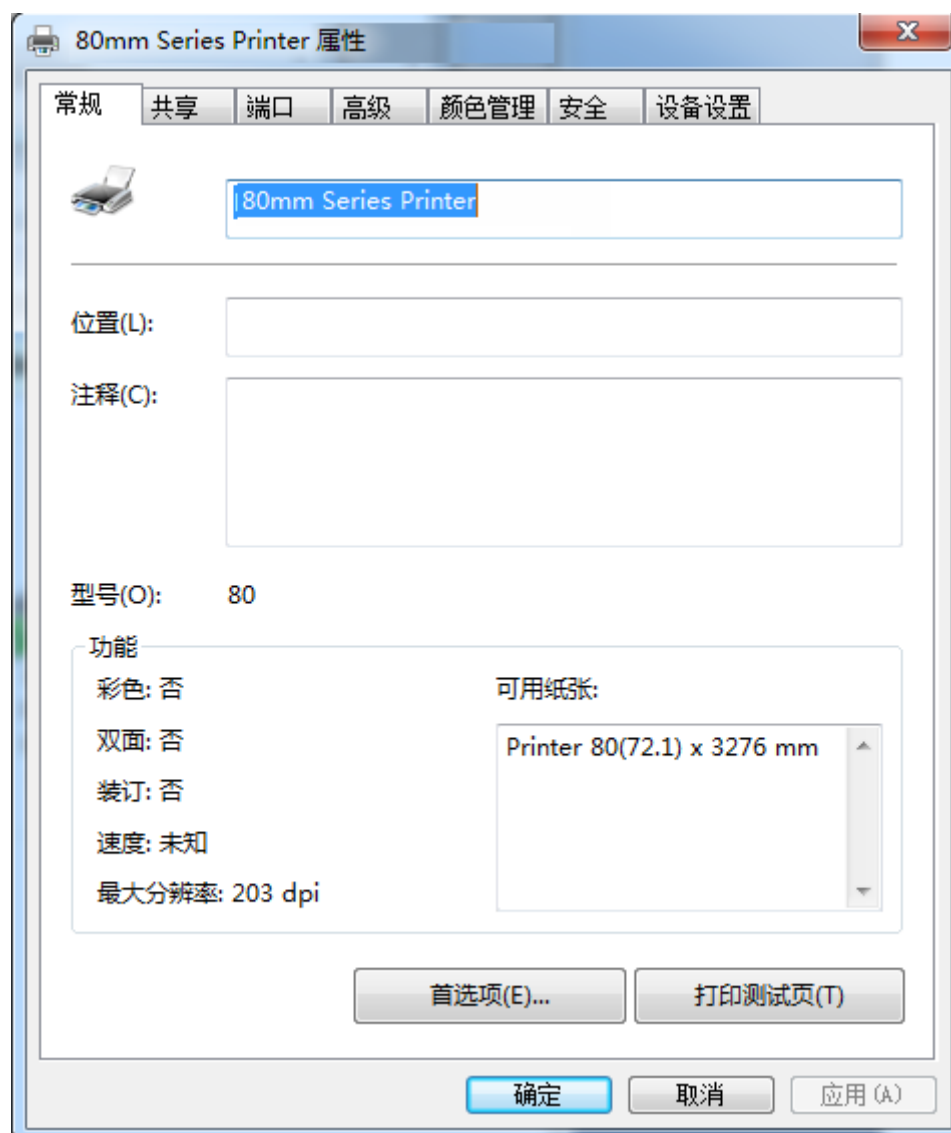 80mm Series Printer 属性
常规 共享 端口 高级 颜色管理 安全 设备设置
80mm Series Printer
位置(L):
注释(C):
型号(O): 80
功能
彩色: 否 可用纸张:
双面: 否 Printer 80(72.1) x 3276 mm
装订: 否
速度: 未知
最大分辨率: 203 dpi
首选项(E)... 打印测试页(T)
确定 取消 应用(A)